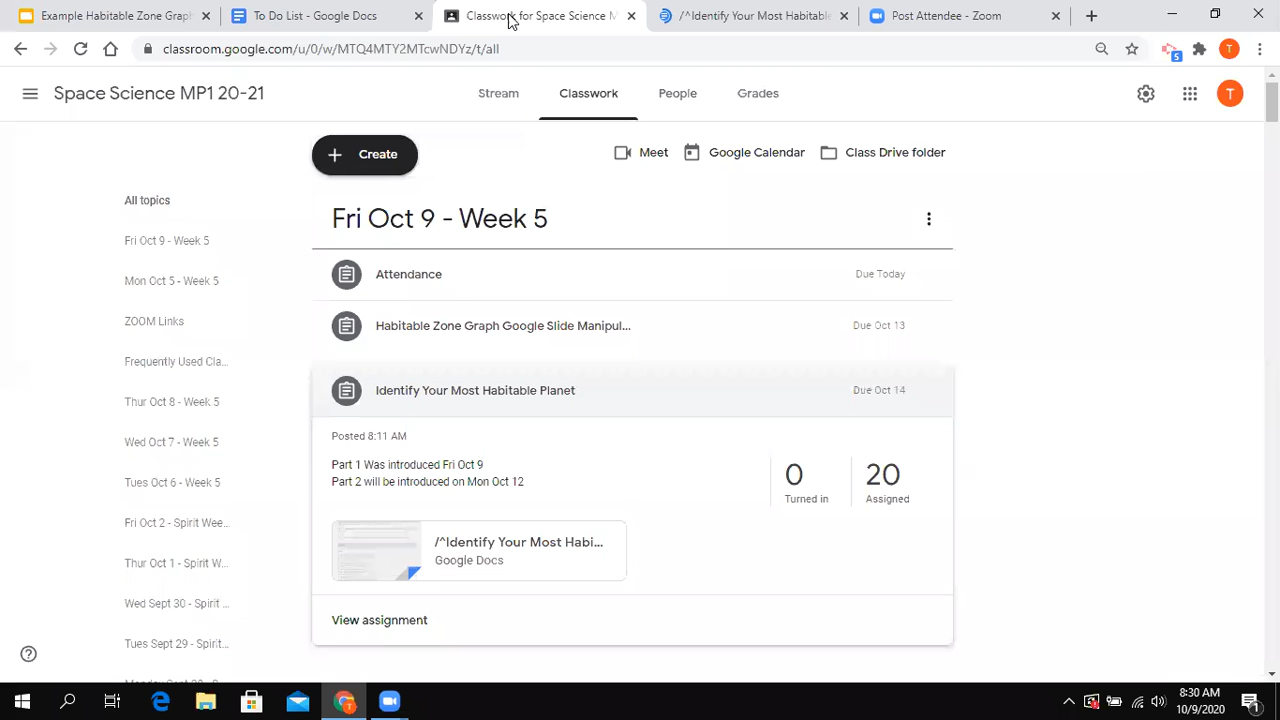 Example Habitable Zone Grap
To Do List - Google Docs
Classwork for Space Science M
/^Identify Your Most Habitable
Post Attendee - Zoom
classroom.google.com/u/0/w/MTQ4MTY2MTcwNDYz/t/all
T
5
Space Science MP1 20-21
Stream
Classwork
People
Grades
T
Create
Meet
Google Calendar
Class Drive folder
All topics
Fri Oct 9 - Week 5
Mon Oct 5 - Week 5
ZOOM Links
Frequently Used Cla...
Thur Oct 8 - Week 5
Wed Oct 7 - Week 5
Tues Oct 6 - Week 5
Fri Oct 2 - Spirit Wee...
Thur Oct 1 - Spirit W...
Wed Sept 30 - Spirit ...
Tues Sept 29 - Spirit...
Fri Oct 9 - Week 5
Attendance
Due Today
Habitable Zone Graph Google Slide Manipul...
Due Oct 13
Identify Your Most Habitable Planet
Due Oct 14
Posted 8:11 AM
Part 1 Was introduced Fri Oct 9
Part 2 will be introduced on Mon Oct 12
0
Turned in
20
Assigned
/^Identify Your Most Habi...
Google Docs
View assignment
8:30 AM
10/9/2020
1